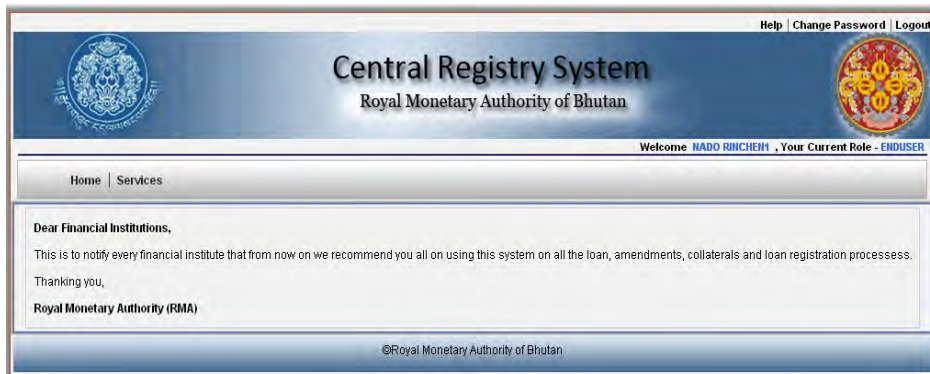 Help | Change Password | Logout
Central Registry System
Royal Monetary Authority of Bhutan
Welcome NADO RINCHEN1 , Your Current Role - ENDUSER
Home | Services
Dear Financial Institutions,
This is to notify every financial institute that from now on we recommend you all on using this system on all the loan, amendments, collaterals and loan registration processess.
Thanking you,
Royal Monetary Authority (RMA)
©Royal Monetary Authority of Bhutan